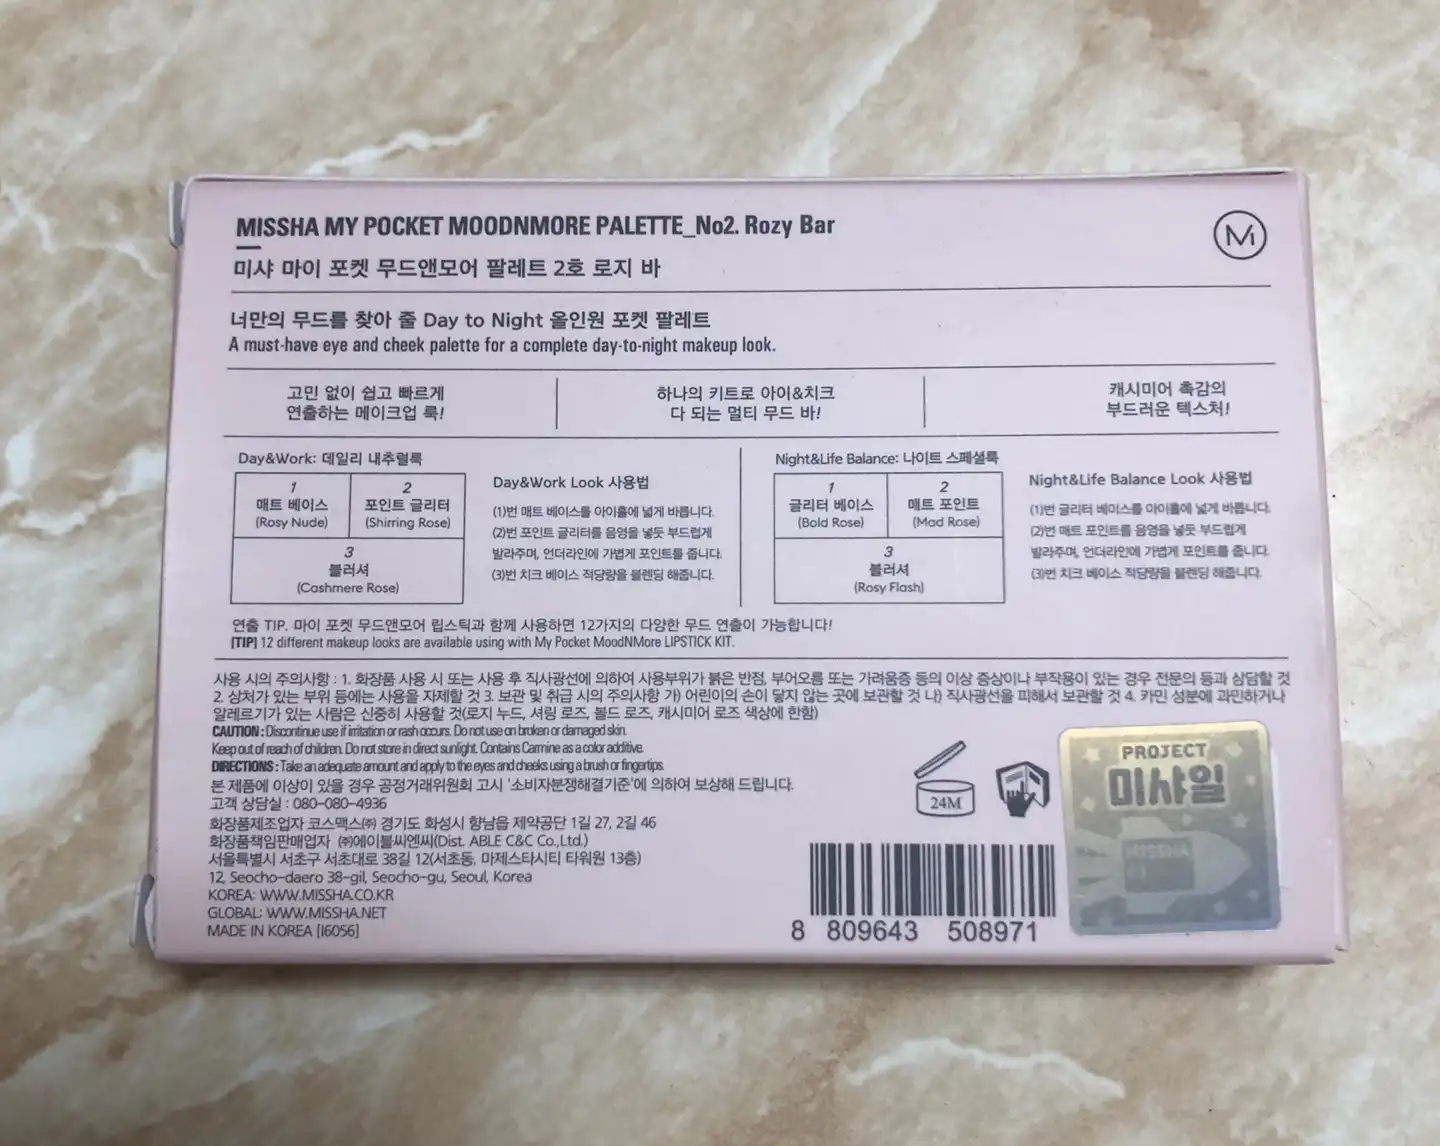 MISSHA MY POCKET MOODNMORE PALETTE_No2. Rozy Bar
미샤 마이 포켓 무드앤모어 팔레트 2호 로지 바
너만의 무드를 찾아 줄 Day to Night 올인원 포켓 팔레트
A must-have eye and cheek palette for a complete day-to-night makeup look.
고민 없이 쉽고 빠르게
연출하는 메이크업 룩!
하나의 키트로 아이&치크
다 되는 멀티 무드 바!
캐시미어 촉감의
부드러운 텍스처!
Day&Work: 데일리 내추럴룩
1
매트 베이스
(Rosy Nude)
2
포인트 글리터
(Shirring Rose)
3
블러셔
(Cashmere Rose)
Day&Work Look 사용법
(1)번 매트 베이스를 아이홀에 넓게 바릅니다.
(2)번 포인트 글리터를 음영을 넣듯 부드럽게
발라주며, 언더라인에 가볍게 포인트를 줍니다.
(3)번 치크 베이스 적당량을 블렌딩 해줍니다.
Night&Life Balance: 나이트 스페셜룩
1
글리터 베이스
(Bold Rose)
2
매트 포인트
(Mad Rose)
3
블러셔
(Rosy Flash)
Night&Life Balance Look 사용법
(1)번 글리터 베이스를 아이홀에 넓게 바릅니다.
(2)번 매트 포인트를 음영을 넣듯 부드럽게
발라주며, 언더라인에 가볍게 포인트를 줍니다.
(3)번 치크 베이스 적당량을 블렌딩 해줍니다.
연출 TIP. 마이 포켓 무드앤모어 립스틱과 함께 사용하면 12가지의 다양한 무드 연출이 가능합니다!
[TIP] 12 different makeup looks are available using with My Pocket MoodNMore LIPSTICK KIT.
사용 시의 주의사항 : 1. 화장품 사용 시 또는 사용 후 직사광선에 의하여 사용부위가 붉은 반점, 부어오름 또는 가려움증 등의 이상 증상이나 부작용이 있는 경우 전문의 등과 상담할 것
2. 상처가 있는 부위 등에는 사용을 자제할 것 3. 보관 및 취급 시의 주의사항 가) 어린이의 손이 닿지 않는 곳에 보관할 것 나) 직사광선을 피해서 보관할 것 4. 카민 성분에 과민하거나
알레르기가 있는 사람은 신중히 사용할 것(로지 누드, 셔링 로즈, 볼드 로즈, 캐시미어 로즈 색상에 한함)
CAUTION : Discontinue use if irritation or rash occurs. Do not use on broken or damaged skin.
Keep out of reach of children. Do not store in direct sunlight. Contains Carmine as a color additive.
DIRECTIONS : Take an adequate amount and apply to the eyes and cheeks using a brush or fingertips.
본 제품에 이상이 있을 경우 공정거래위원회 고시 '소비자분쟁해결기준'에 의하여 보상해 드립니다.
고객 상담실 : 080-080-4936
화장품제조업자 코스맥스㈜ 경기도 화성시 향남읍 제약공단 1길 27, 2길 46
화장품책임판매업자 ㈜에이블씨엔씨(Dist. ABLE C&C Co.,Ltd.)
서울특별시 서초구 서초대로 38길 12(서초동, 마제스타시티 타워원 13층)
12, Seocho-daero 38-gil, Seocho-gu, Seoul, Korea
KOREA: WWW.MISSHA.CO.KR
GLOBAL: WWW.MISSHA.NET
MADE IN KOREA [I6056]
24M
8 809643 508971
PROJECT
미샤일
MISSHA